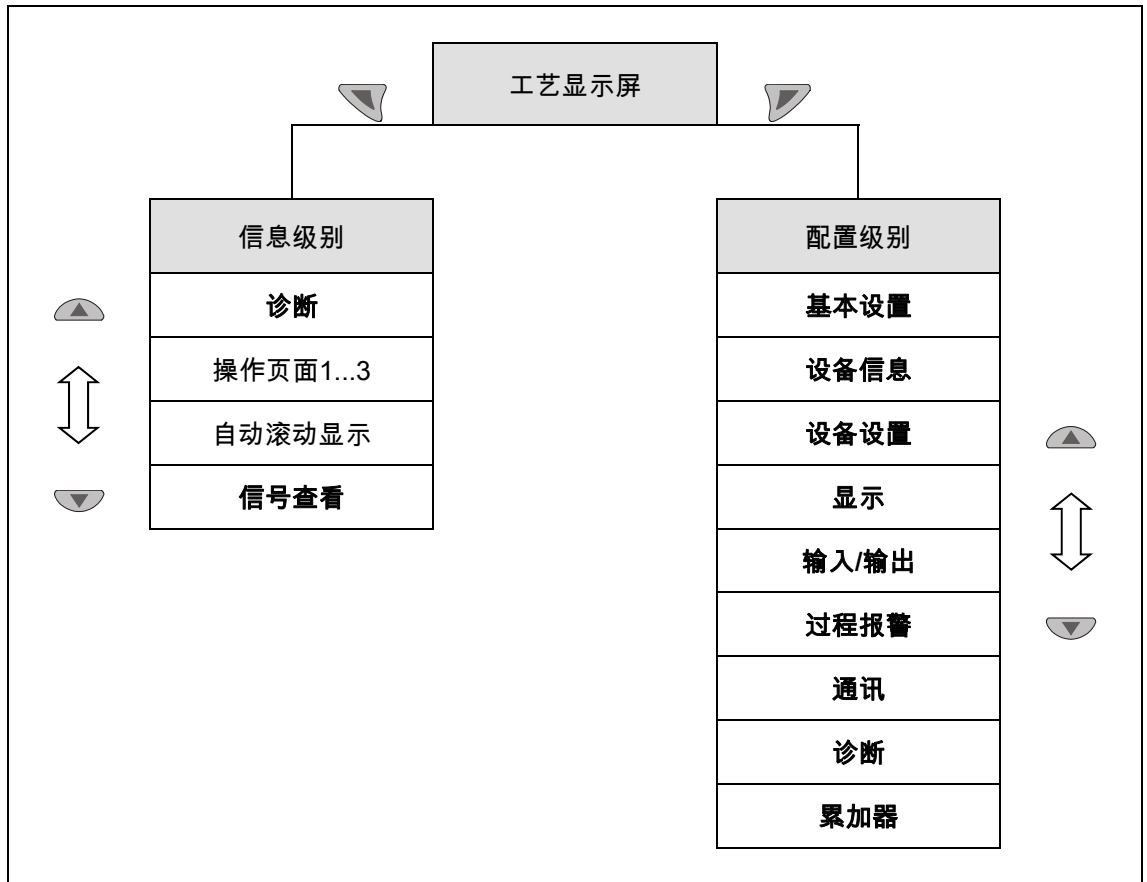 工艺显示屏
信息级别
诊断
操作页面1...3
自动滚动显示
信号查看
配置级别
基本设置
设备信息
设备设置
显示
输入/输出
过程报警
通讯
诊断
累加器